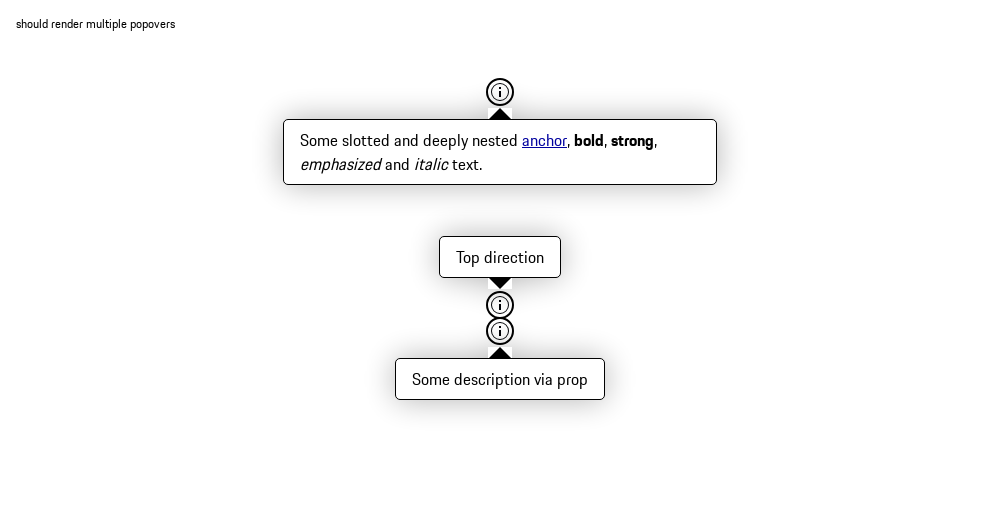 should render multiple popovers
Some slotted and deeply nested anchor, bold, strong,
emphasized and italic text.
Top direction
Some description via prop